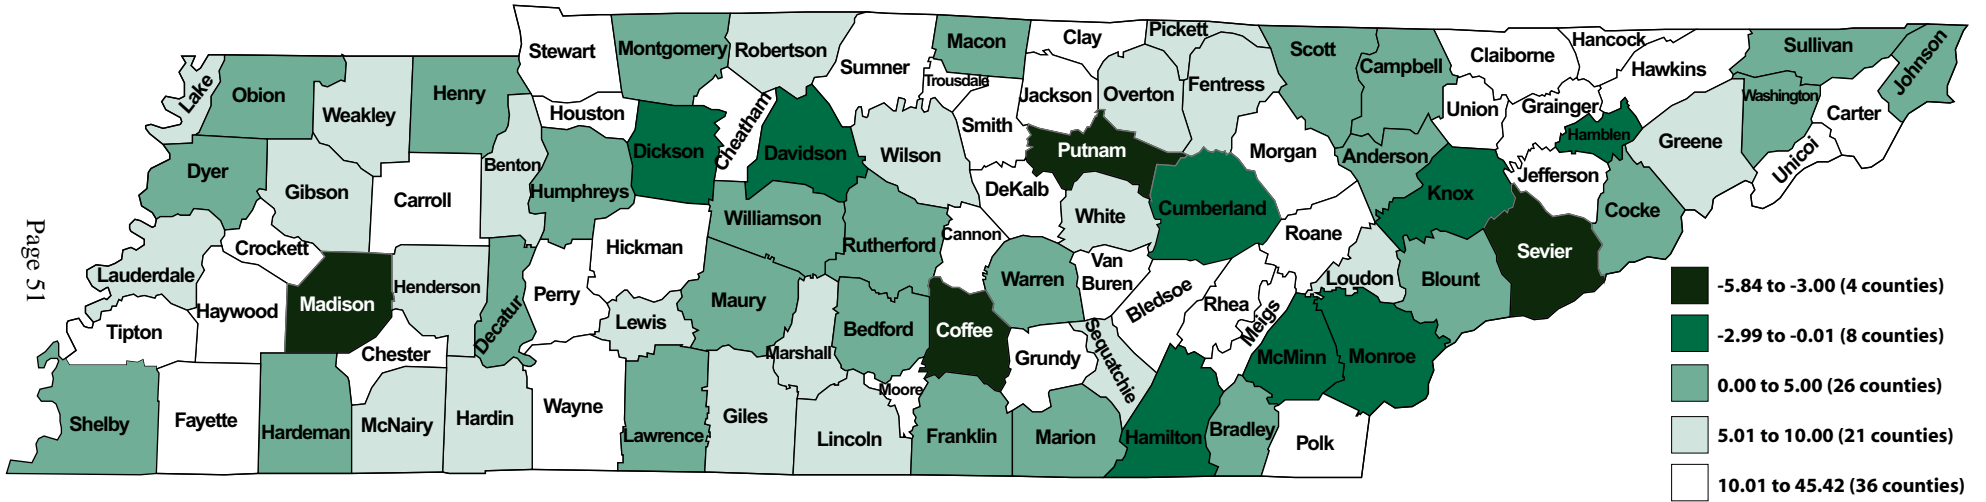 Stewart
Montgomery
Robertson
Sumner
Macon
Clay
Pickett
Scott
Campbell
Claiborne
Hancock
Hawkins
Sullivan
Johnson
Lake
Obion
Weakley
Henry
Houston
Dickson
Cheatham
Davidson
Wilson
Trousdale
Smith
Jackson
Overton
Fentress
Putnam
Morgan
Anderson
Union
Grainger
Hamblen
Greene
Washington
Carter
Unicoi
Dyer
Gibson
Carroll
Benton
Humphreys
Williamson
Rutherford
DeKalb
White
Cumberland
Knox
Jefferson
Cocke
Sevier
Crockett
Lauderdale
Haywood
Madison
Henderson
Decatur
Perry
Hickman
Lewis
Maury
Marshall
Bedford
Cannon
Coffee
Warren
Van
Buren
Bledsoe
Rhea
Meigs
Roane
Loudon
Blount
Tipton
Chester
Moore
Grundy
Sequatchie
McMinn
Monroe
Shelby
Fayette
Hardeman
McNairy
Hardin
Wayne
Lawrence
Giles
Lincoln
Franklin
Marion
Hamilton
Bradley
Polk
-5.84 to -3.00 (4 counties)
-2.99 to -0.01 (8 counties)
0.00 to 5.00 (26 counties)
5.01 to 10.00 (21 counties)
10.01 to 45.42 (36 counties)
Page 51